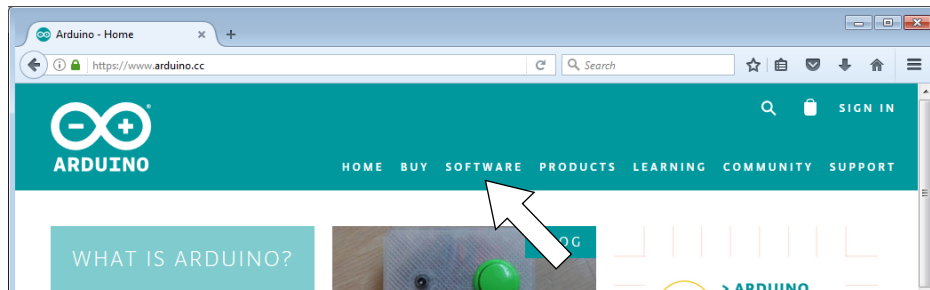 Arduino - Home
https://www.arduino.cc
Search
SIGN IN
ARDUINO
HOME BUY SOFTWARE PRODUCTS LEARNING COMMUNITY SUPPORT
WHAT IS ARDUINO?
> ARDUINO